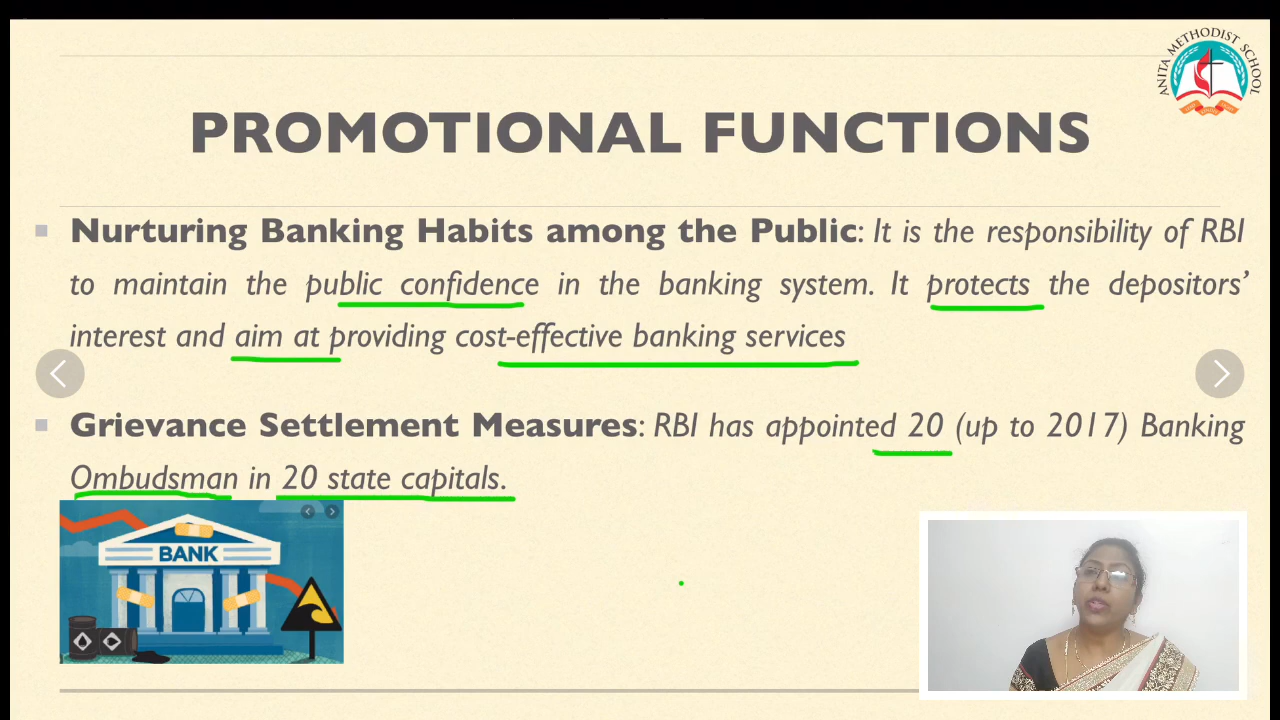 ANITA METHODIST SCHOOL
PROMOTIONAL FUNCTIONS
Nurturing Banking Habits among the Public: It is the responsibility of RBI
to maintain the public confidence in the banking system. It protects the depositors’
interest and aim at providing cost-effective banking services
Grievance Settlement Measures: RBI has appointed 20 (up to 2017) Banking
Ombudsman in 20 state capitals.
BANK